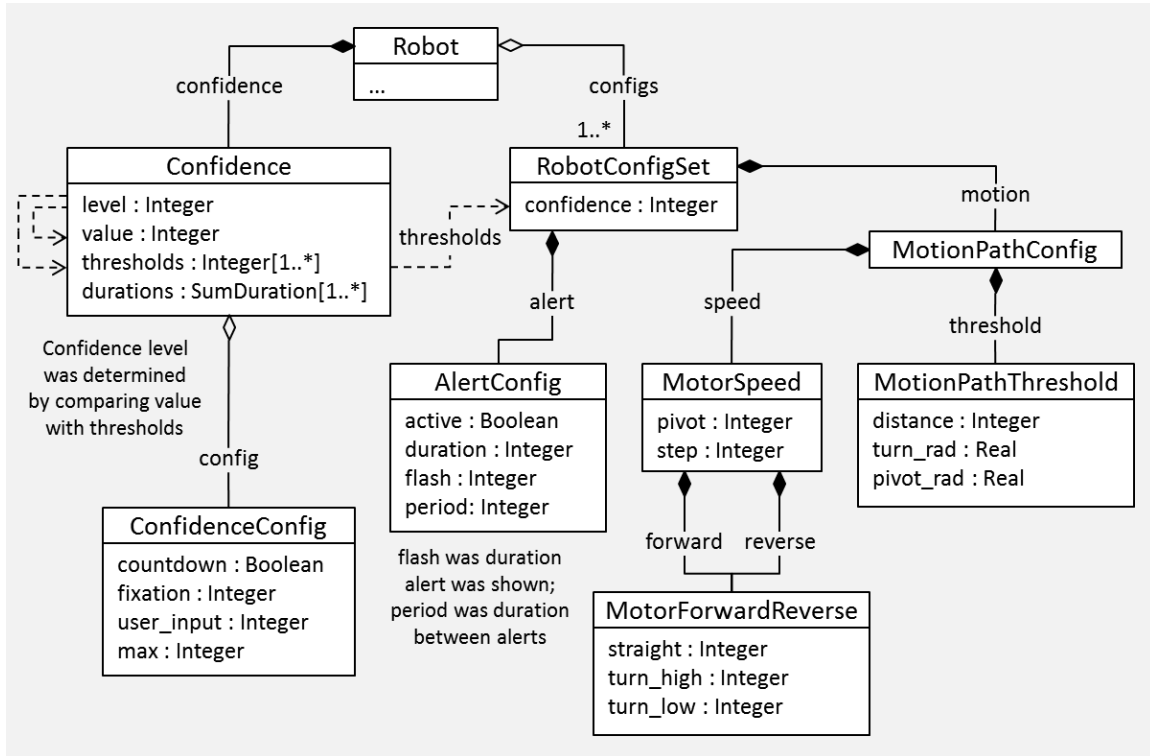 Robot
...
confidence
configs
1..*
Confidence
level : Integer
value : Integer
thresholds : Integer[1..*]
durations : SumDuration[1..*]
thresholds
RobotConfigSet
confidence : Integer
motion
MotionPathConfig
alert
speed
threshold
Confidence level
was determined
by comparing value
with thresholds
config
AlertConfig
active : Boolean
duration : Integer
flash : Integer
period: Integer
flash was duration
alert was shown;
period was duration
between alerts
MotorSpeed
pivot : Integer
step : Integer
MotionPathThreshold
distance : Integer
turn_rad : Real
pivot_rad : Real
ConfidenceConfig
countdown : Boolean
fixation : Integer
user_input : Integer
max : Integer
forward
reverse
MotorForwardReverse
straight : Integer
turn_high : Integer
turn_low : Integer